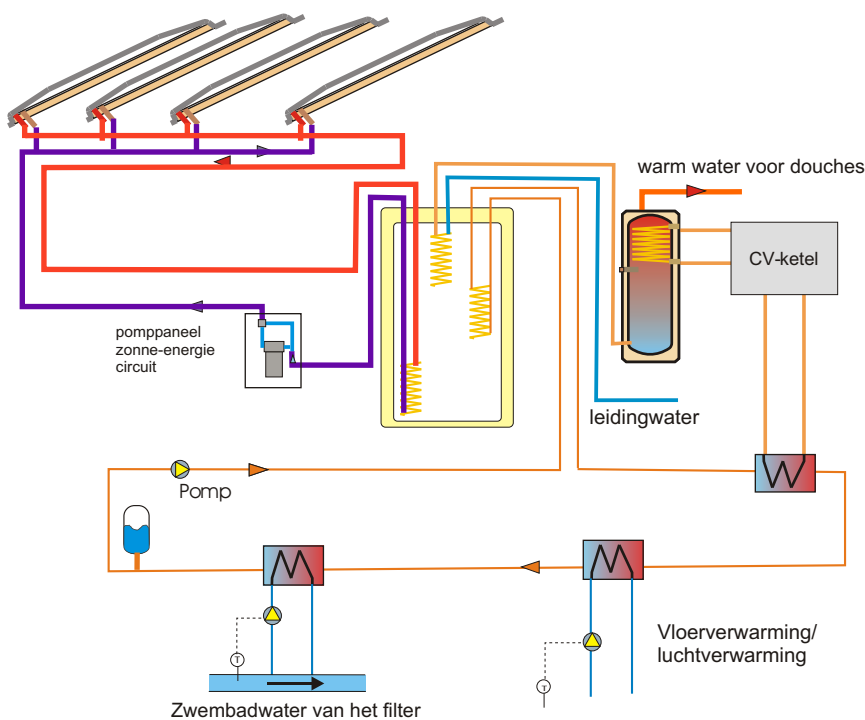 warm water voor douches
CV-ketel
pomppaneel
zonne-energie
circuit
leidingwater
Pomp
Vloerverwarming/
luchtverwarming
T
T
Zwembadwater van het filter